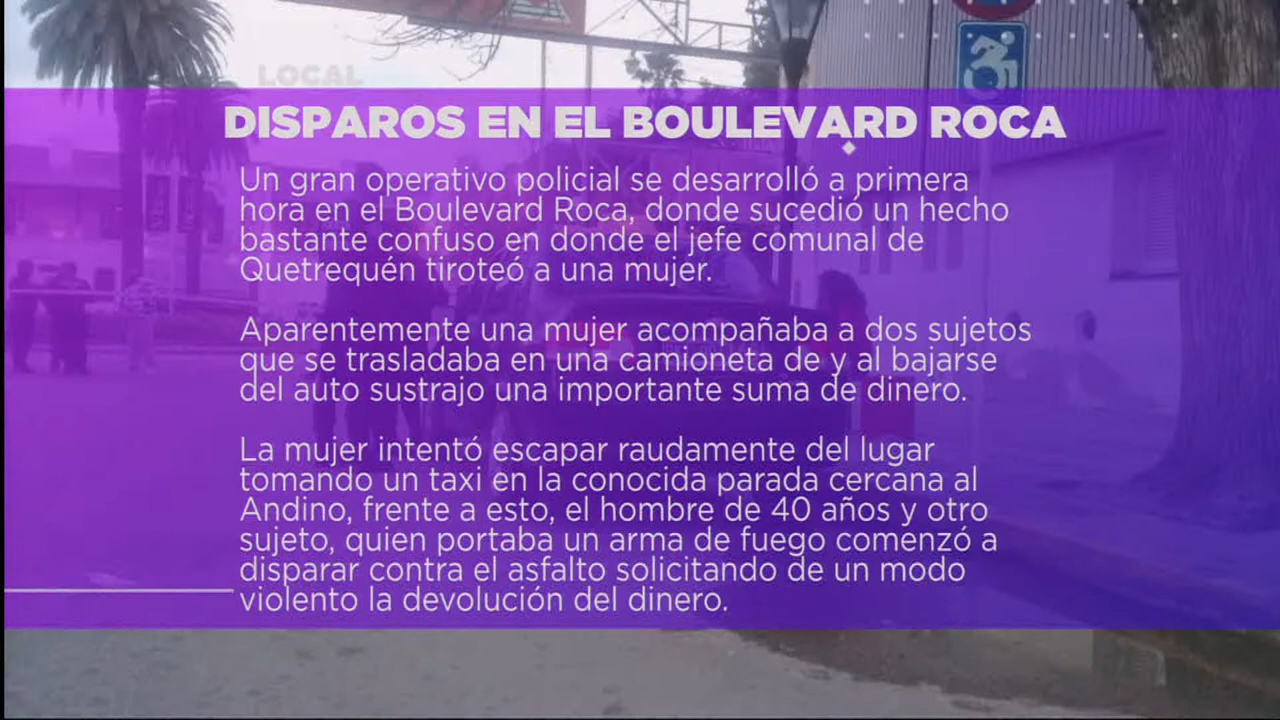 LOCAL
DISPAROS EN EL BOULEVARD ROCA
Un gran operativo policial se desarrolló a primera
hora en el Boulevard Roca, donde sucedió un hecho
bastante confuso en donde el jefe comunal de
Quetrequén tiroteó a una mujer.
Aparentemente una mujer acompañaba a dos sujetos
que se trasladaba en una camioneta de y al bajarse
del auto sustrajo una importante suma de dinero.
La mujer intentó escapar raudamente del lugar
tomando un taxi en la conocida parada cercana al
Andino, frente a esto, el hombre de 40 años y otro
sujeto, quien portaba un arma de fuego comenzó a
disparar contra el asfalto solicitando de un modo
violento la devolución del dinero.